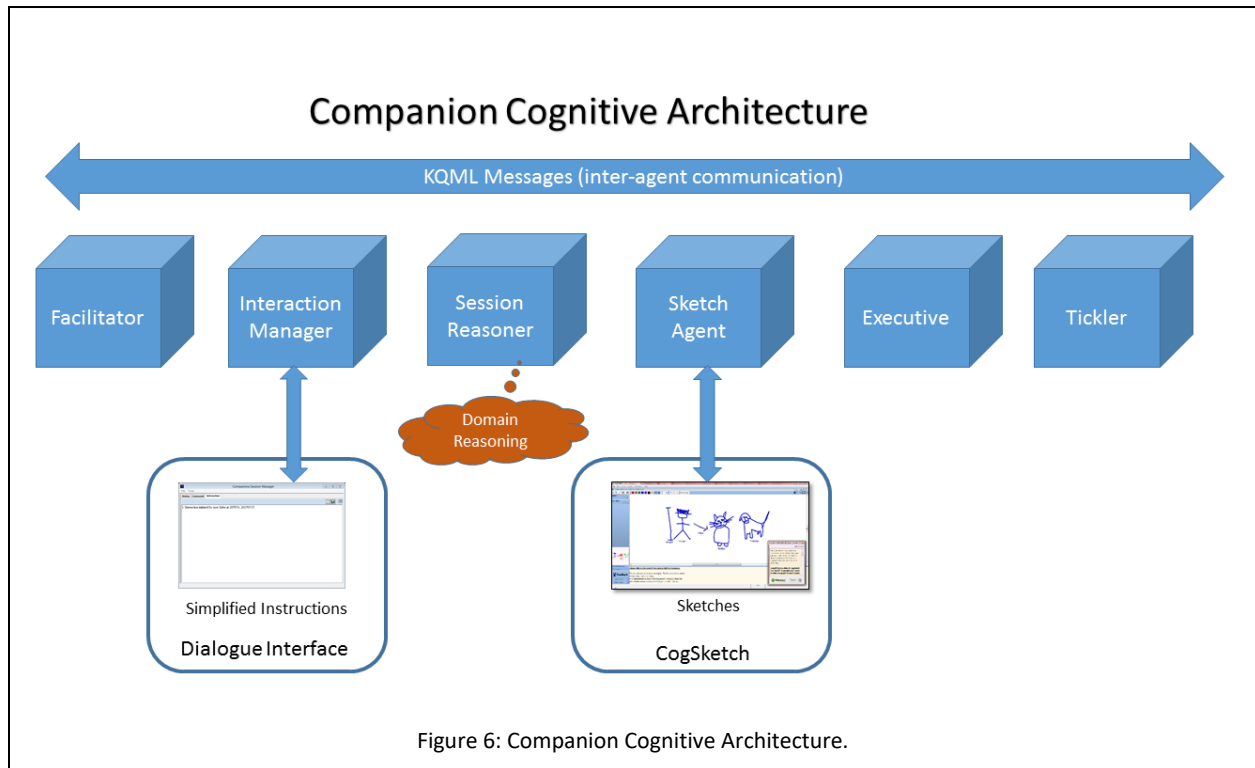 Companion Cognitive Architecture
KQML Messages (inter-agent communication)
Facilitator
Interaction
Manager
Session
Reasoner
Sketch
Agent
Executive
Tickler
Domain
Reasoning
Simplified Instructions
Dialogue Interface
Sketches
CogSketch
Figure 6: Companion Cognitive Architecture.